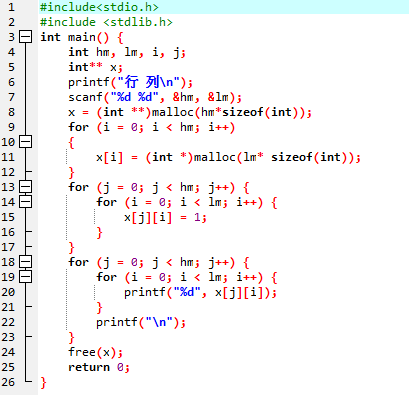 1 #include<stdio.h>
2 #include <stdlib.h>
3 int main() {
4 int hm, lm, i, j;
5 int** x;
6 printf("行 列\n");
7 scanf("%d %d", &hm, &lm);
8 x = (int **)malloc(hm*sizeof(int));
9 for (i = 0; i < hm; i++)
10 {
11 x[i] = (int *)malloc(lm* sizeof(int));
12 }
13 for (j = 0; j < hm; j++) {
14 for (i = 0; i < lm; i++) {
15 x[j][i] = 1;
16 }
17 }
18 for (j = 0; j < hm; j++) {
19 for (i = 0; i < lm; i++) {
20 printf("%d", x[j][i]);
21 }
22 printf("\n");
23 }
24 free(x);
25 return 0;
26 }